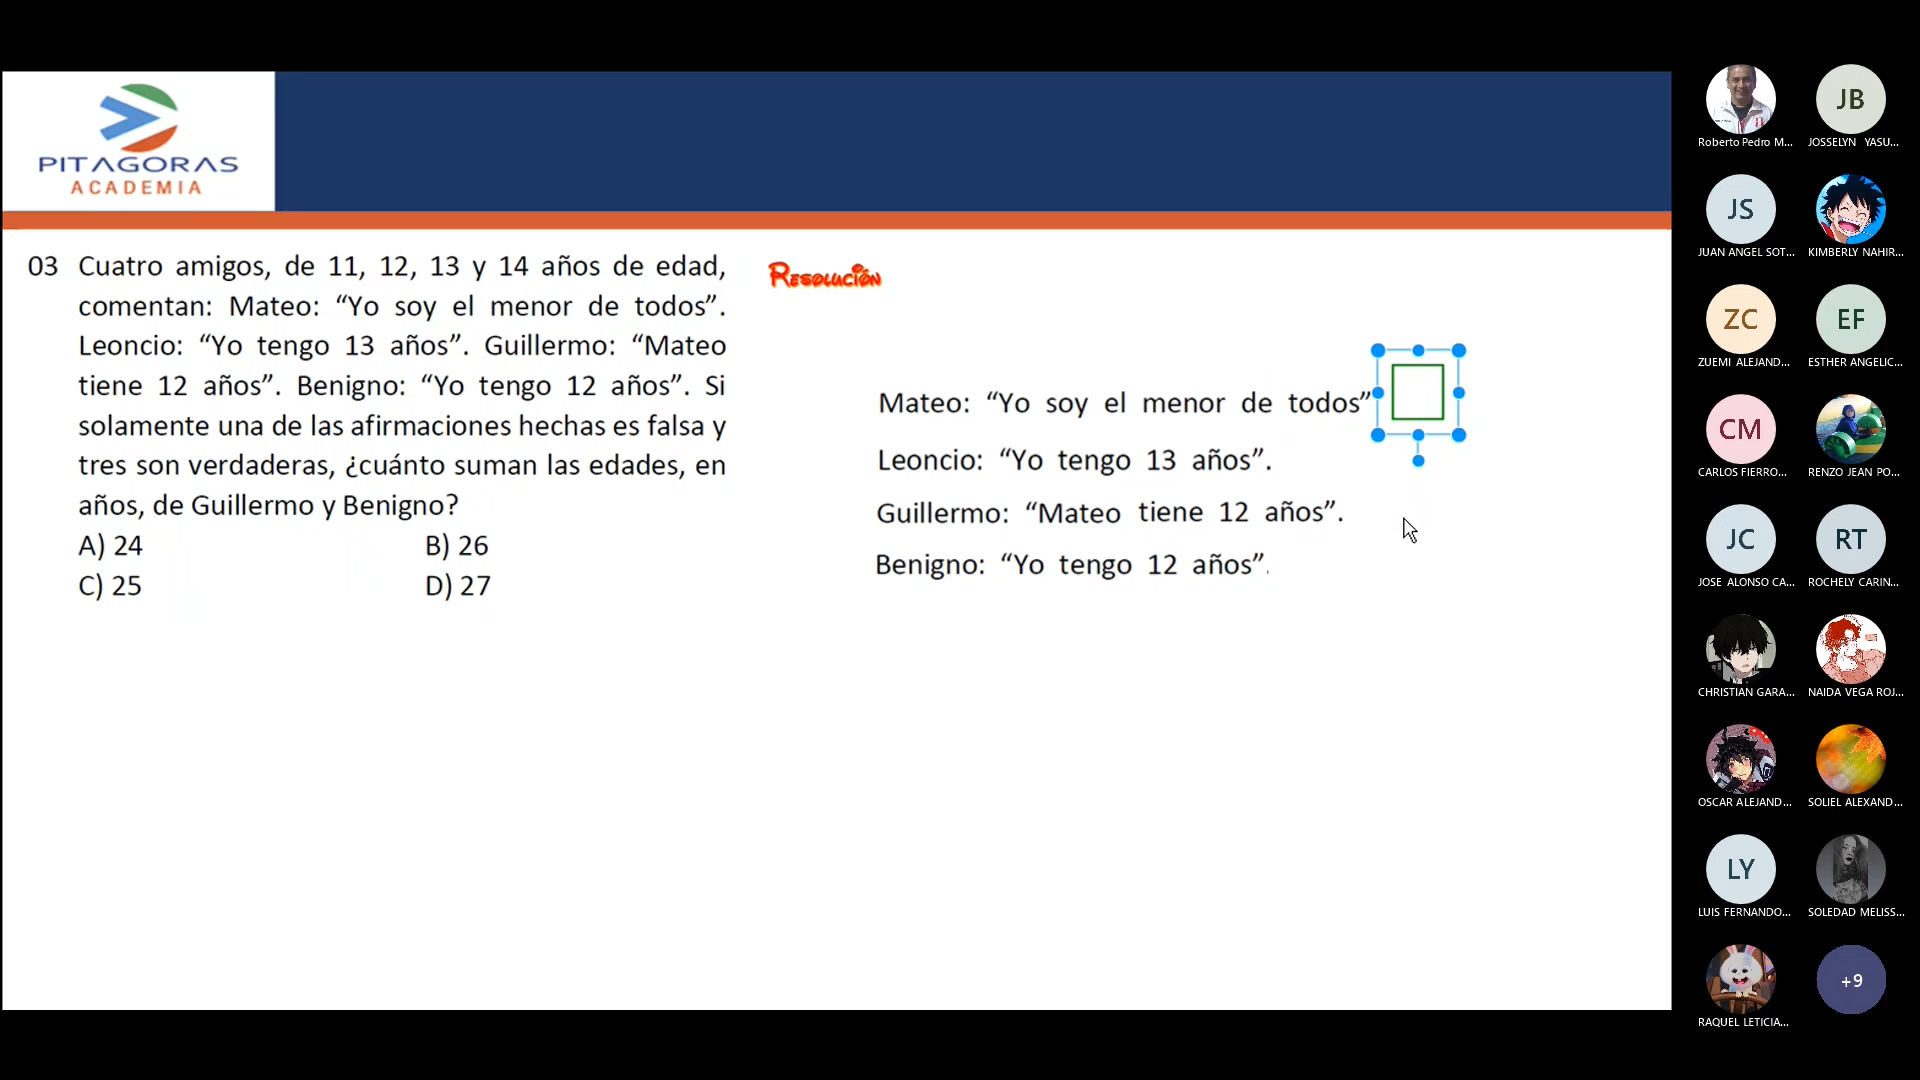 PITAGORAS
ACADEMIA
03 Cuatro amigos, de 11, 12, 13 y 14 años de edad,
comentan: Mateo: “Yo soy el menor de todos”.
Leoncio: “Yo tengo 13 años”. Guillermo: “Mateo
tiene 12 años”. Benigno: “Yo tengo 12 años”. Si
solamente una de las afirmaciones hechas es falsa y
tres son verdaderas, ¿cuánto suman las edades, en
años, de Guillermo y Benigno?
A) 24 B) 26
C) 25 D) 27
RESOLUCIÓN
Mateo: “Yo soy el menor de todos”
Leoncio: “Yo tengo 13 años”.
Guillermo: “Mateo tiene 12 años”.
Benigno: “Yo tengo 12 años”.
Roberto Pedro M...
JB
JOSSELYN YASU...
JS
JUAN ANGEL SOT...
KIMBERLY NAHIR...
ZC
ZUEMI ALEJAND...
EF
ESTHER ANGELIC...
CM
CARLOS FIERRO...
RENZO JEAN PO...
JC
JOSE ALONSO CA...
RT
ROCHELY CARIN...
CHRISTIAN GARA...
NAIDA VEGA ROJ...
OSCAR ALEJAND...
SOLIEL ALEXAND...
LY
LUIS FERNANDO...
SOLEDAD MELISS...
RAQUEL LETICIA...
+9